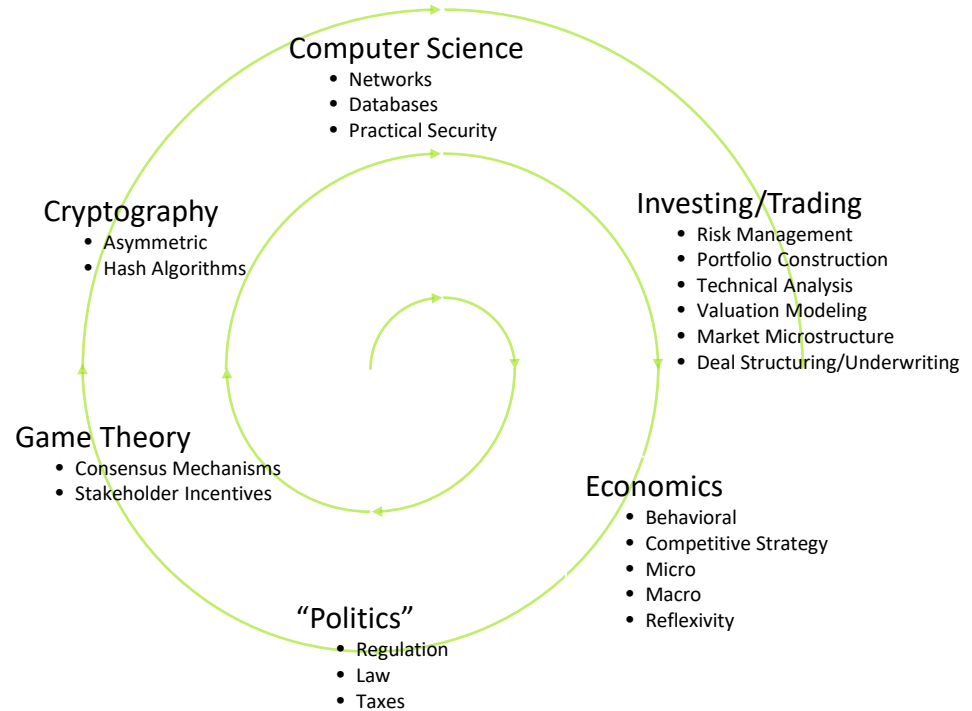 Computer Science
• Networks
• Databases
• Practical Security
Cryptography
• Asymmetric
• Hash Algorithms
Investing/Trading
• Risk Management
• Portfolio Construction
• Technical Analysis
• Valuation Modeling
• Market Microstructure
• Deal Structuring/Underwriting
Game Theory
• Consensus Mechanisms
• Stakeholder Incentives
Economics
• Behavioral
• Competitive Strategy
• Micro
• Macro
• Reflexivity
“Politics”
• Regulation
• Law
• Taxes